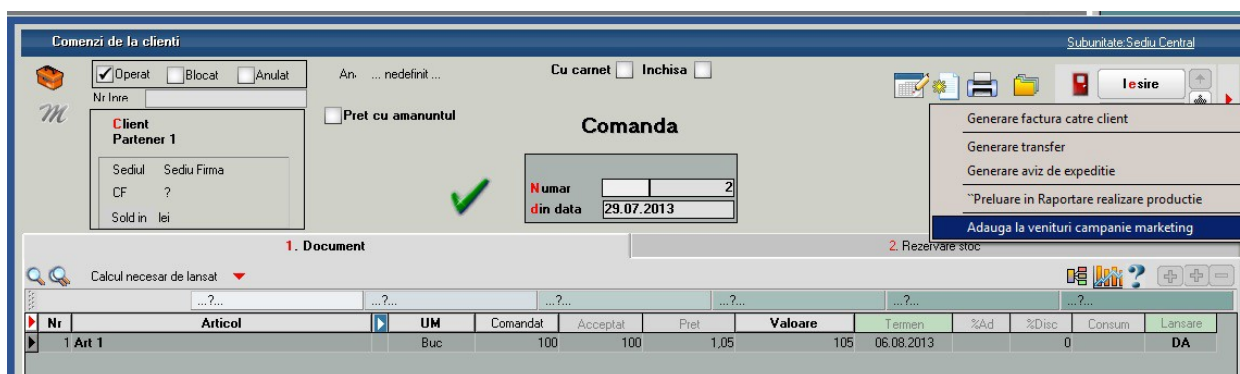 Comenzi de la clienti
Subunitate:Sediu Central
Operat Blocat Anulat
An. ... nedefinit ...
Cu carnet Inchisa
Iesire
Nr Inre
Pret cu amanuntul
Client
Partener 1
Comanda
Generare factura catre client
Generare transfer
Generare aviz de expeditie
``Preluare in Raportare realizare productie
Adauga la venituri campanie marketing
Sediul Sediu Firma
CF ?
Sold in lei
Numar 2
din data 29.07.2013
1. Document
2. Rezervare stoc
Calcul necesar de lansat
...?... ...?... ...?... ...?... ...?... ...?...
Nr Articol UM Comandat Acceptat Pret Valoare Termen %Ad %Disc Consum Lansare
1 Art 1 Buc 100 100 1,05 105 06.08.2013 0 DA